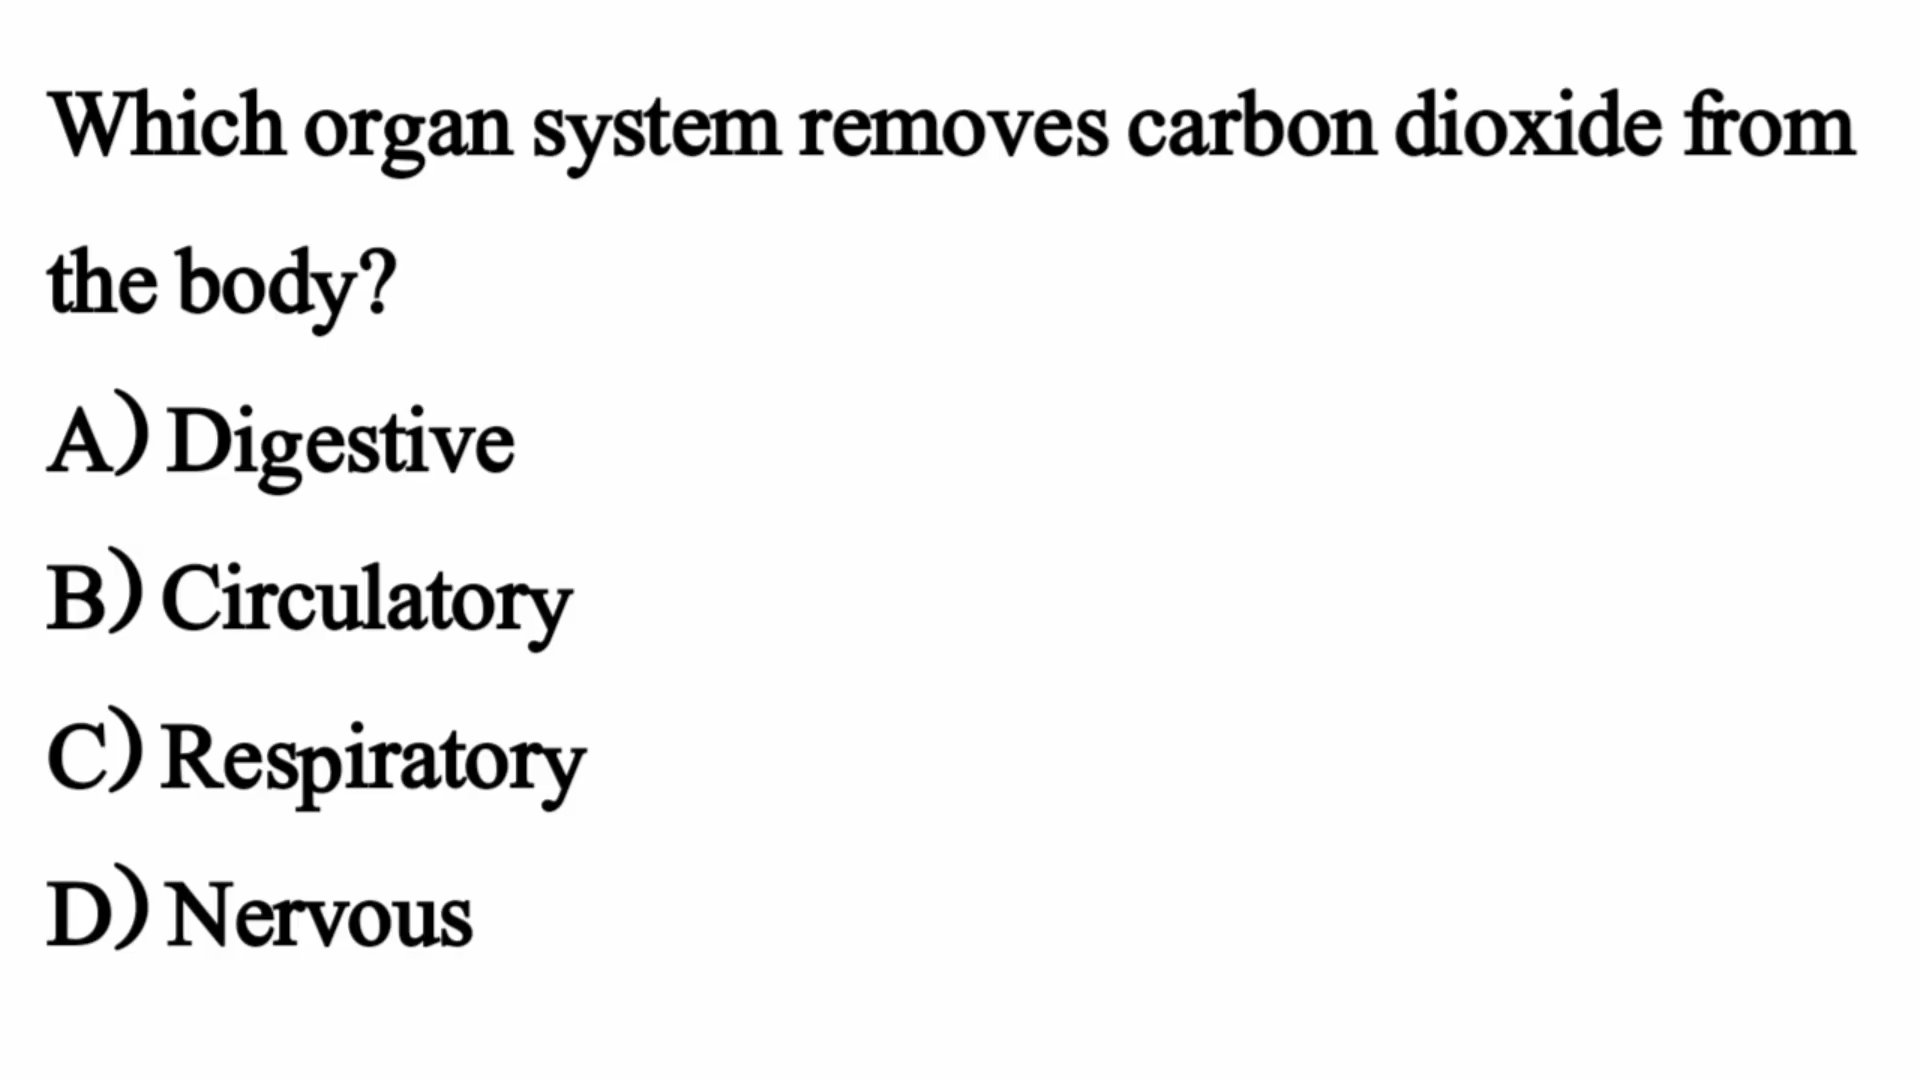 Which organ system removes carbon dioxide from
the body?
A) Digestive
B) Circulatory
C) Respiratory
D) Nervous